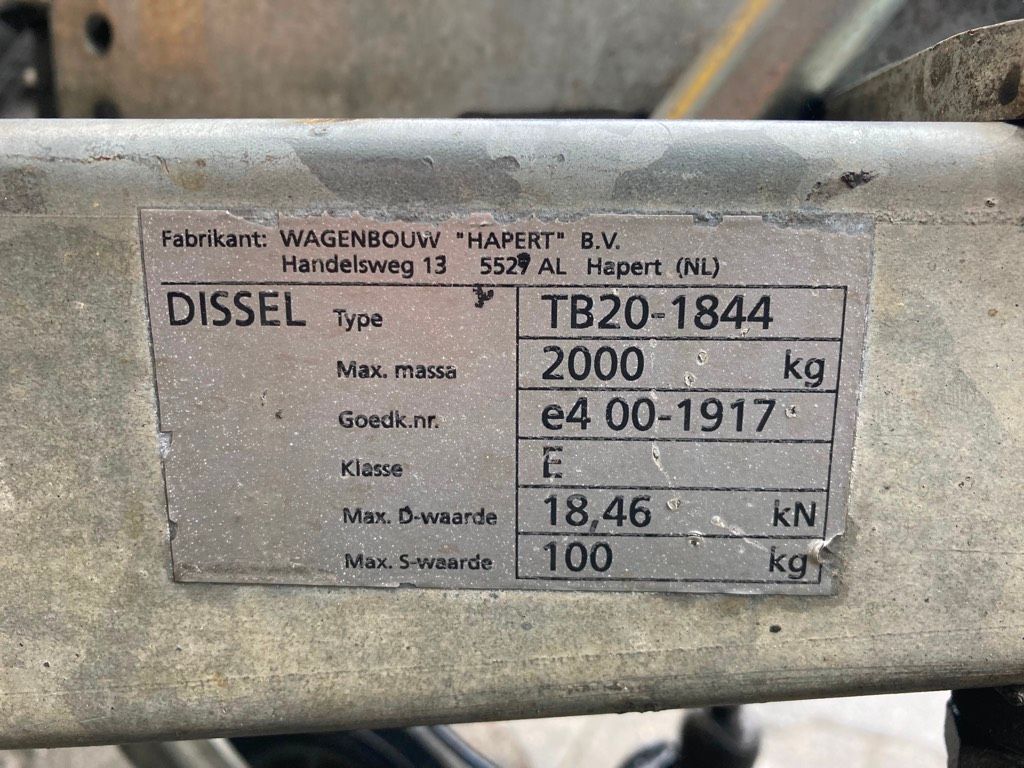 Fabrikant: WAGENBOUW "HAPERT" B.V.
Handelsweg 13 5527 AL Hapert (NL)
DISSEL Type TB20-1844
Max. massa 2000 kg
Goedk.nr. e4 00-1917
Klasse E
Max. D-waarde 18,46 kN
Max. S-waarde 100 kg